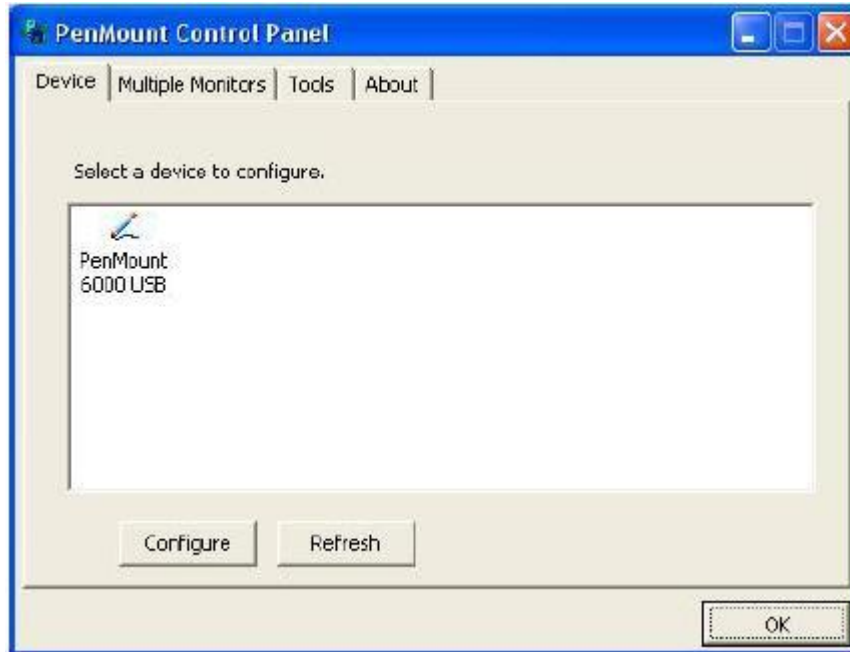 PenMount Control Panel
Device Multiple Monitors Tools About
Select a device to configure.
PenMount
6000 USB
Configure Refresh
OK